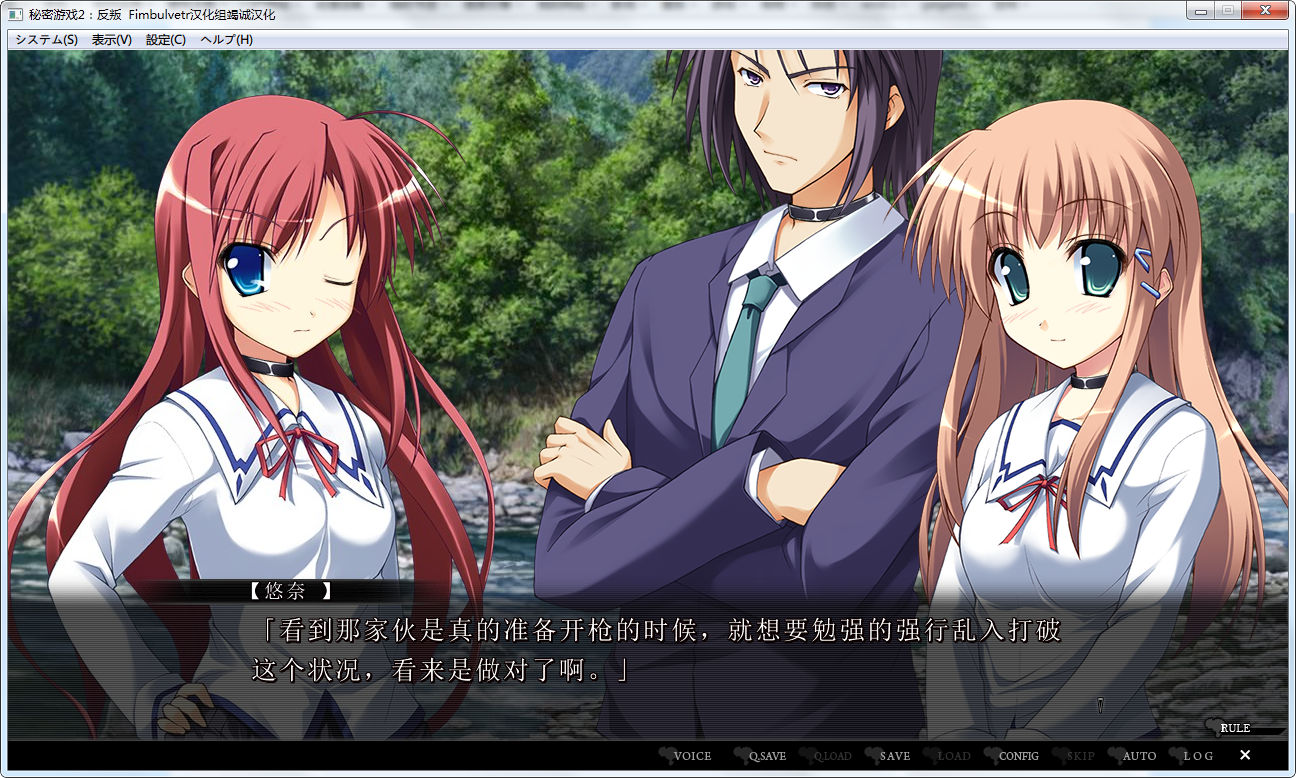 秘密游戏2：反叛 Fimbulvetr汉化组竭诚汉化
システム(S) 表示(V) 設定(C) ヘルプ(H)
【悠奈 】
「看到那家伙是真的准备开枪的时候，就想要勉强的强行乱入打破
这个状况，看来是做对了啊。」
RULE
VOICE Q.SAVE Q.LOAD SAVE LOAD CONFIG SKIP AUTO LOG